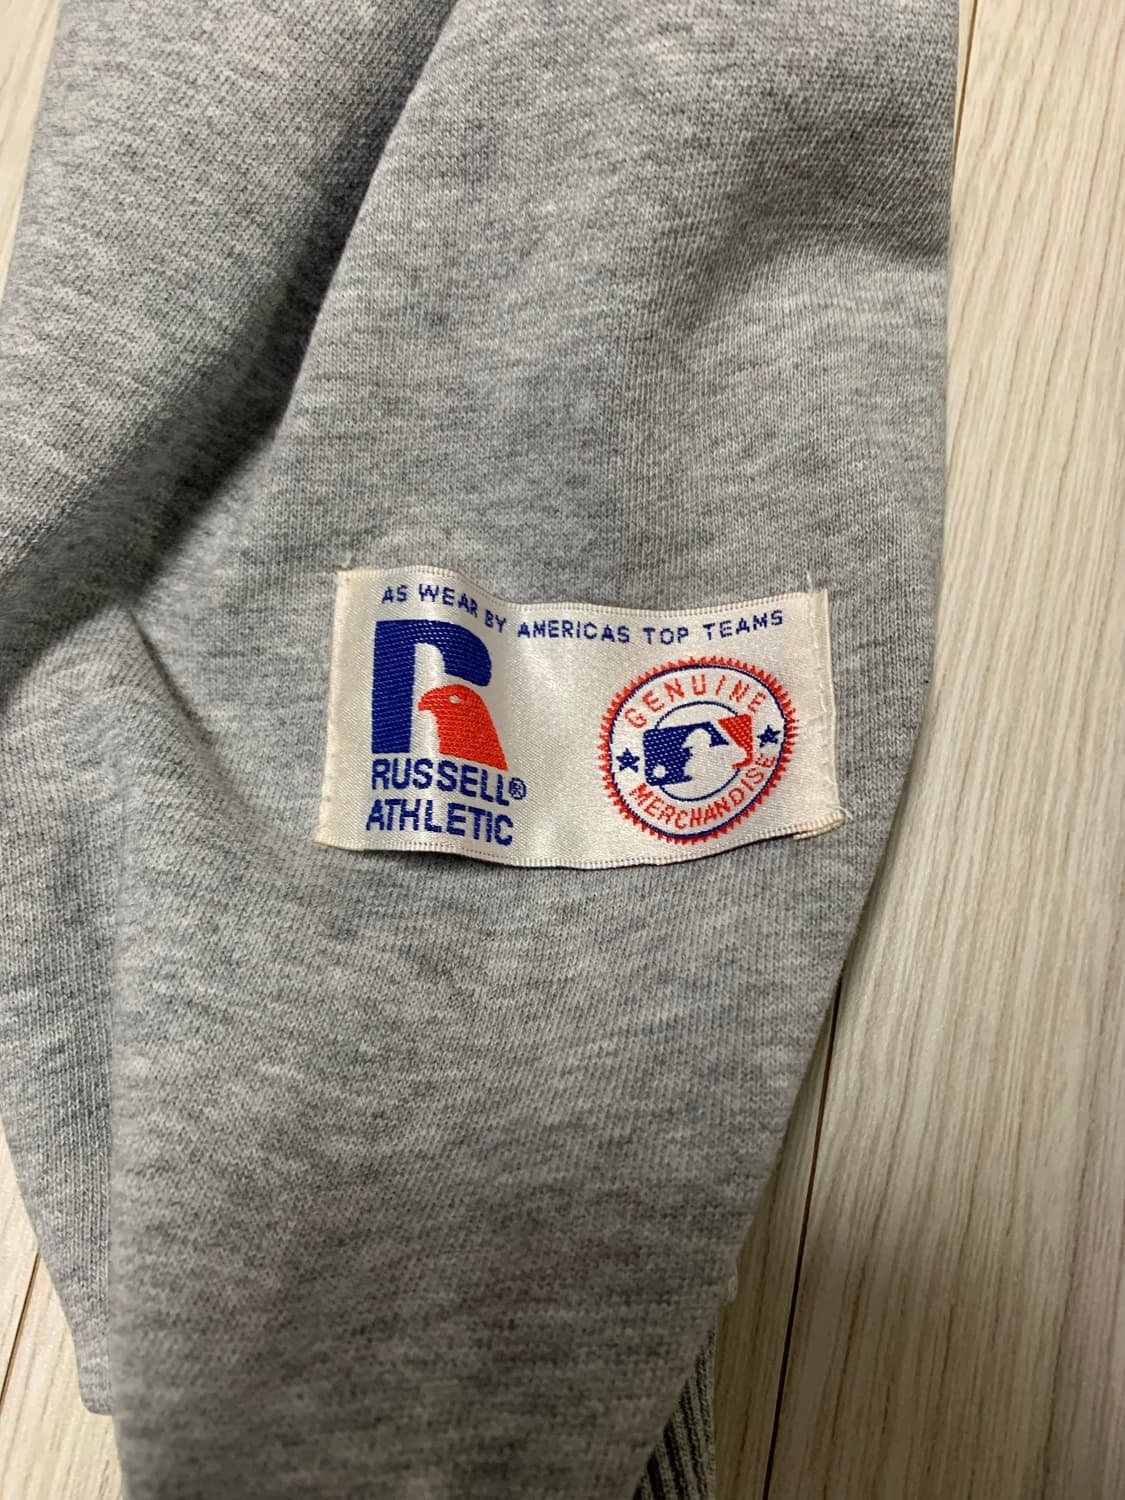 AS WEAR BY AMERICAS TOP TEAMS
R
RUSSELL®
ATHLETIC
GENUINE
MERCHANDISE